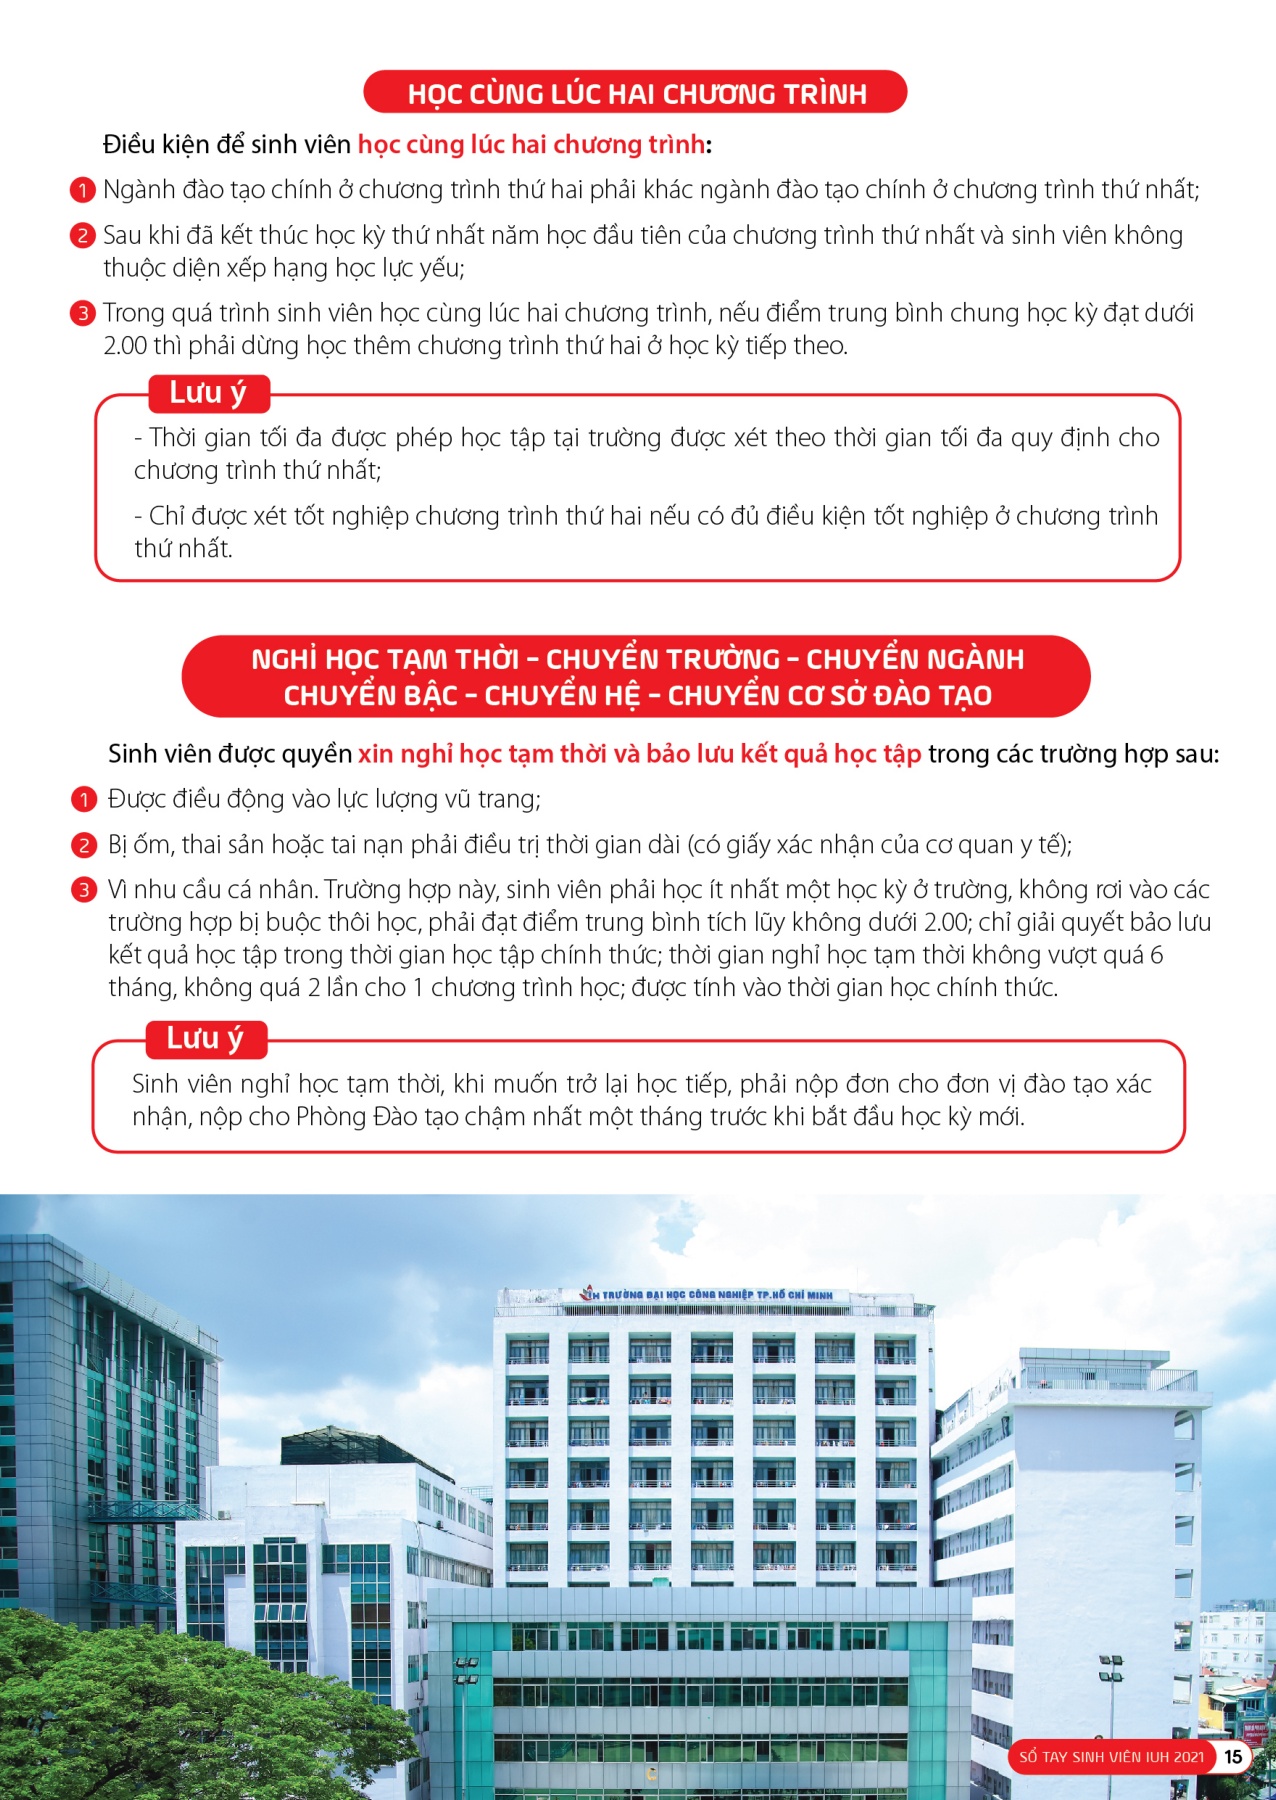 HỌC CÙNG LÚC HAI CHƯƠNG TRÌNH
Điều kiện để sinh viên học cùng lúc hai chương trình:
1 Ngành đào tạo chính ở chương trình thứ hai phải khác ngành đào tạo chính ở chương trình thứ nhất;
2 Sau khi đã kết thúc học kỳ thứ nhất năm học đầu tiên của chương trình thứ nhất và sinh viên không
thuộc diện xếp hạng học lực yếu;
3 Trong quá trình sinh viên học cùng lúc hai chương trình, nếu điểm trung bình chung học kỳ đạt dưới
2.00 thì phải dừng học thêm chương trình thứ hai ở học kỳ tiếp theo.
Lưu ý
- Thời gian tối đa được phép học tập tại trường được xét theo thời gian tối đa quy định cho
chương trình thứ nhất;
- Chỉ được xét tốt nghiệp chương trình thứ hai nếu có đủ điều kiện tốt nghiệp ở chương trình
thứ nhất.
NGHỈ HỌC TẠM THỜI – CHUYỂN TRƯỜNG – CHUYỂN NGÀNH
CHUYỂN BẬC – CHUYỂN HỆ – CHUYỂN CƠ SỞ ĐÀO TẠO
Sinh viên được quyền xin nghỉ học tạm thời và bảo lưu kết quả học tập trong các trường hợp sau:
1 Được điều động vào lực lượng vũ trang;
2 Bị ốm, thai sản hoặc tai nạn phải điều trị thời gian dài (có giấy xác nhận của cơ quan y tế);
3 Vì nhu cầu cá nhân. Trường hợp này, sinh viên phải học ít nhất một học kỳ ở trường, không rơi vào các
trường hợp bị buộc thôi học, phải đạt điểm trung bình tích lũy không dưới 2.00; chỉ giải quyết bảo lưu
kết quả học tập trong thời gian học tập chính thức; thời gian nghỉ học tạm thời không vượt quá 6
tháng, không quá 2 lần cho 1 chương trình học; được tính vào thời gian học chính thức.
Lưu ý
Sinh viên nghỉ học tạm thời, khi muốn trở lại học tiếp, phải nộp đơn cho đơn vị đào tạo xác
nhận, nộp cho Phòng Đào tạo chậm nhất một tháng trước khi bắt đầu học kỳ mới.
TRƯỜNG ĐẠI HỌC CÔNG NGHIỆP TP.HỒ CHÍ MINH
SỔ TAY SINH VIÊN IUH 2021 15